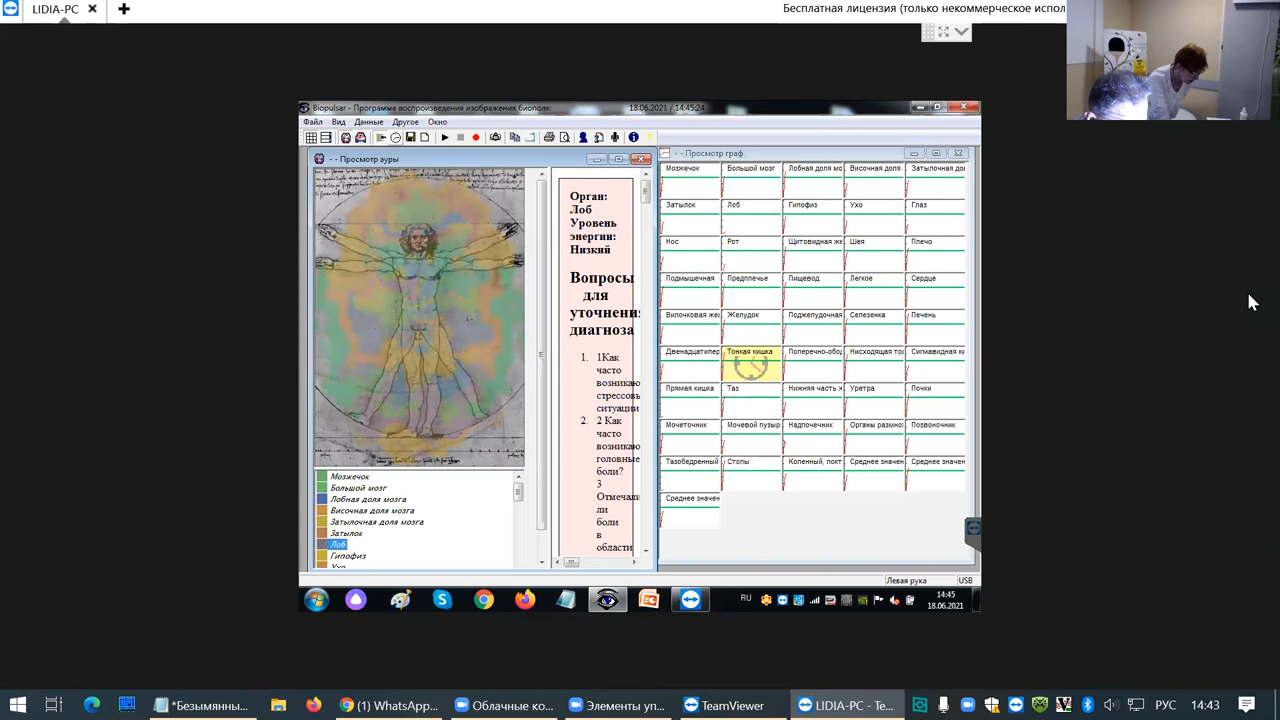 LIDIA-PC
Бесплатная лицензия (только некоммерческое испол
Biopulsar - Программа воспроизведения изображения биополя:
18.06.2021 / 14:45:24
Файл Вид Данные Другое Окно
- - Просмотр ауры
Орган:
Лоб
Уровень
энергии:
Низкий
Вопросы
для
уточнени
диагноза
1. 1Как
часто
возникаю
стрессовы
ситуации
2. 2 Как
часто
возникаю
головные
боли?
3
Отмечали
ли
боли
в
области
Мозжечок
Большой мозг
Лобная доля мозга
Височная доля мозга
Затылочная доля мозга
Затылок
Лоб
Гипофиз
Ухо
- - Просмотр граф.
Мозжечок Большой мозг Лобная доля мо Височная доля Затылочная до
Затылок Лоб Гипофиз Ухо Глаз
Нос Рот Щитовидная же Шея Плечо
Подмышечная Предплечье Пищевод Легкое Сердце
Вилочковая же Желудок Поджелудочная Селезенка Печень
Двенадцатипер Тонкая кишка Поперечно-обо Нисходящая то Сигмавидная к
Прямая кишка Таз Нижняя часть ж Уретра Почки
Мочеточник Мочевой пузыр Надпочечник Органы размно Позвоночник
Тазобедренный Стопы Коленный, локт Среднее значен Среднее значен
Среднее значен
Левая рука USB
RU
14:45
18.06.2021
*Безымянны...
(1) WhatsApp...
Облачные ко...
Элементы уп...
TeamViewer
LIDIA-PC - Te...
РУС
14:43